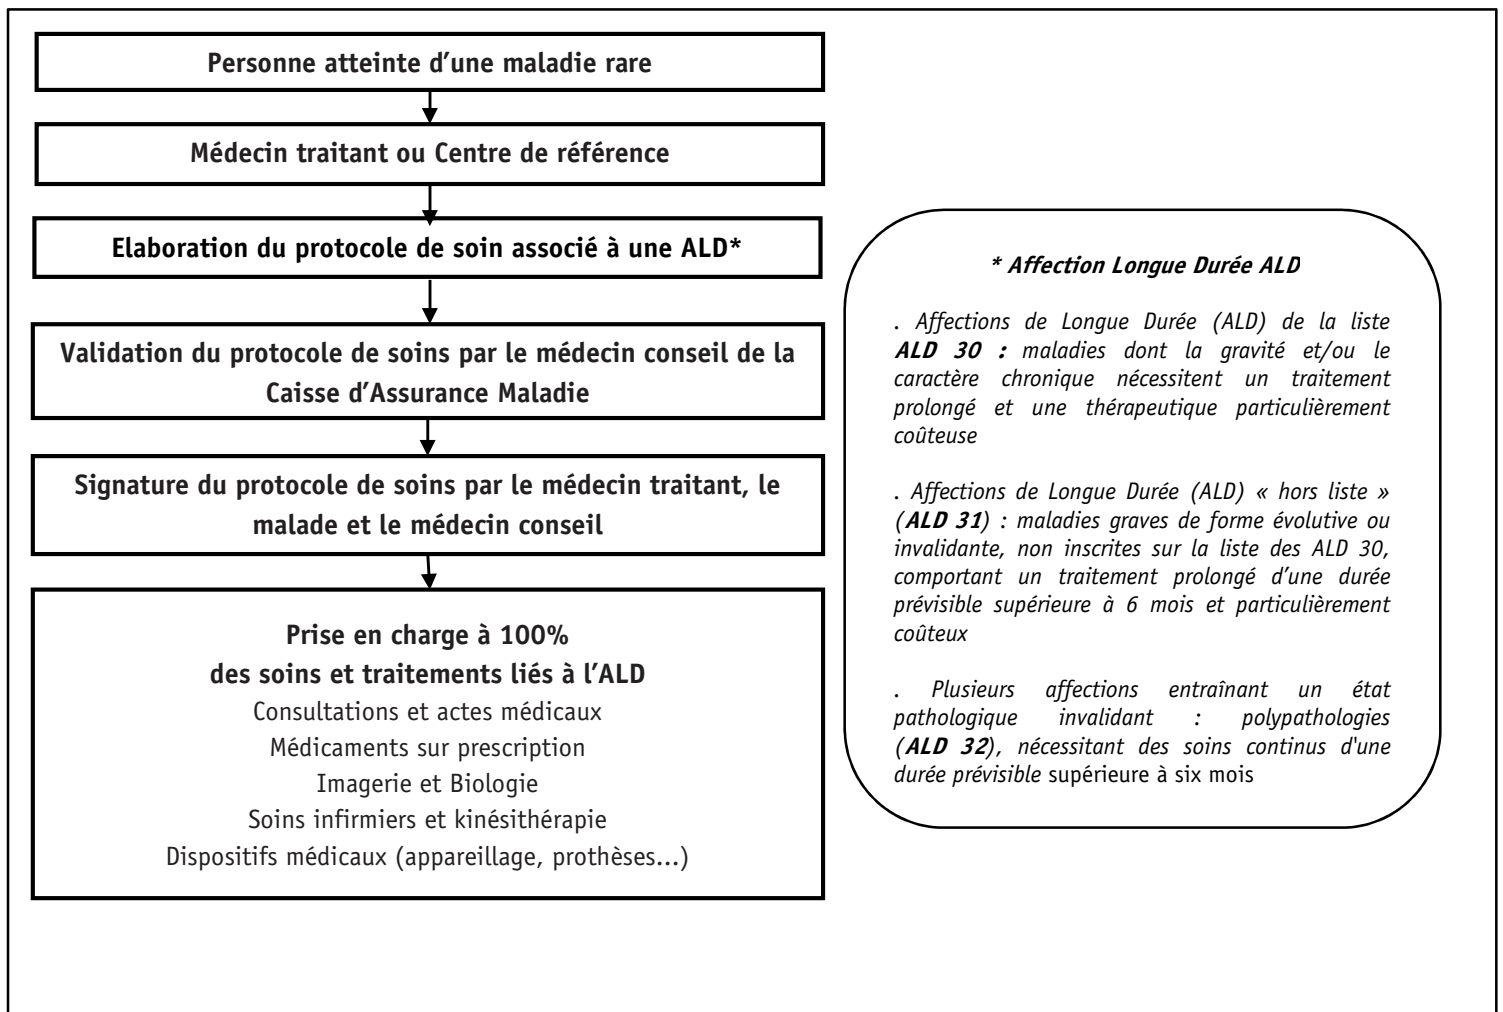 Personne atteinte d’une maladie rare
Médecin traitant ou Centre de référence
Elaboration du protocole de soin associé à une ALD*
Validation du protocole de soins par le médecin conseil de la
Caisse d’Assurance Maladie
Signature du protocole de soins par le médecin traitant, le
malade et le médecin conseil
Prise en charge à 100%
des soins et traitements liés à l’ALD
Consultations et actes médicaux
Médicaments sur prescription
Imagerie et Biologie
Soins infirmiers et kinésithérapie
Dispositifs médicaux (appareillage, prothèses...)
* Affection Longue Durée ALD
. Affections de Longue Durée (ALD) de la liste
ALD 30 : maladies dont la gravité et/ou le
caractère chronique nécessitent un traitement
prolongé et une thérapeutique particulièrement
coûteuse
. Affections de Longue Durée (ALD) « hors liste »
(ALD 31) : maladies graves de forme évolutive ou
invalidante, non inscrites sur la liste des ALD 30,
comportant un traitement prolongé d’une durée
prévisible supérieure à 6 mois et particulièrement
coûteux
. Plusieurs affections entraînant un état
pathologique invalidant : polypathologies
(ALD 32), nécessitant des soins continus d'une
durée prévisible supérieure à six mois